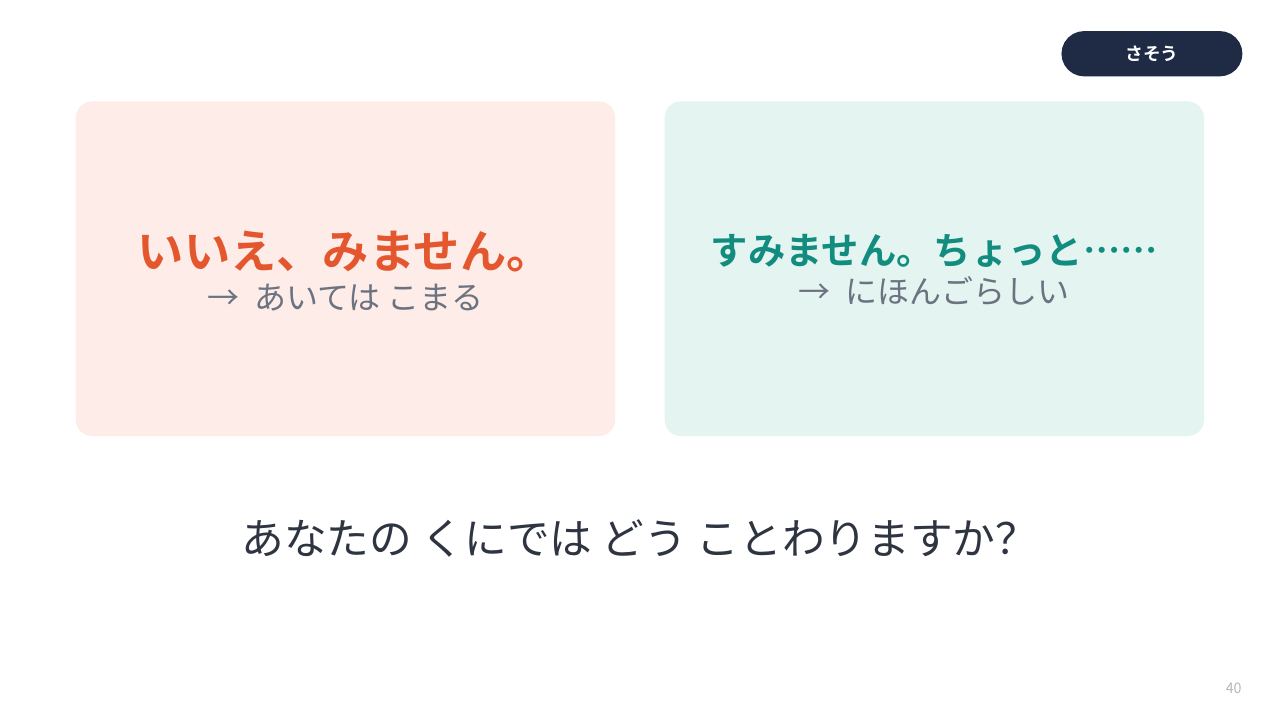 さそう
いいえ、みません。
→ あいては こまる
すみません。ちょっと……
→ にほんごらしい
あなたの くにでは どう ことわりますか?
40